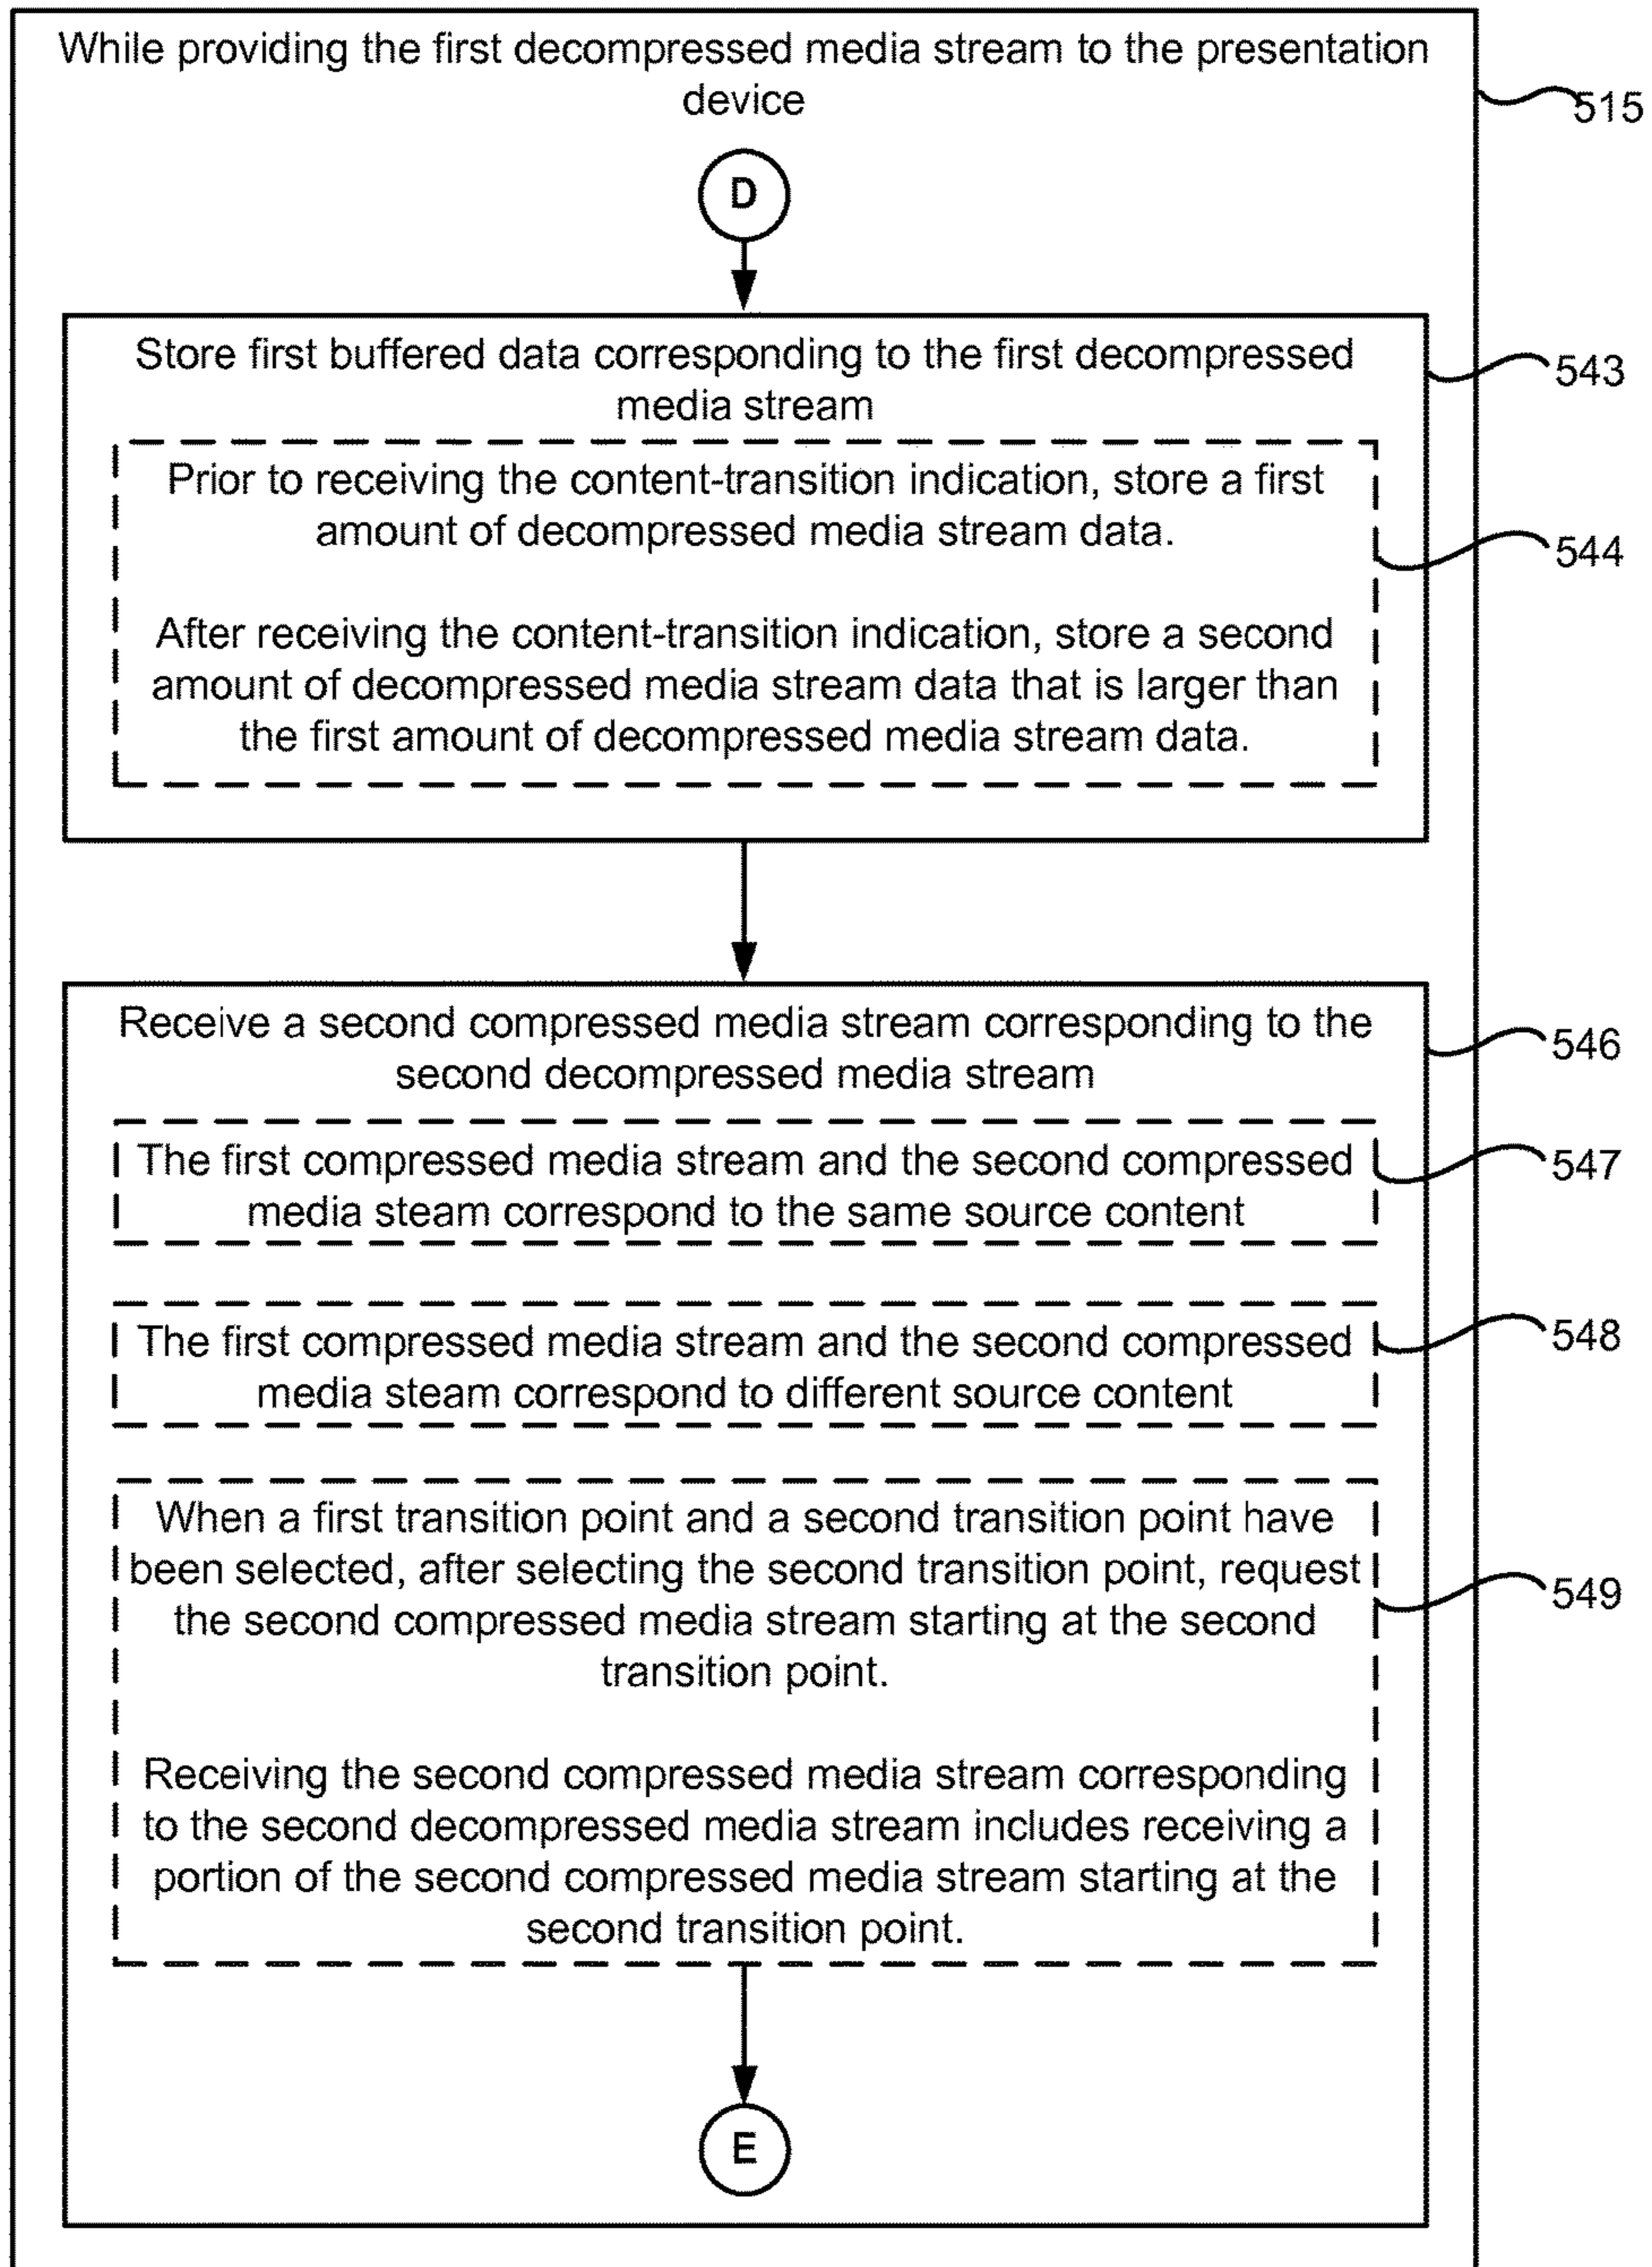 While providing the first decompressed media stream to the presentation
device
515
D
Store first buffered data corresponding to the first decompressed
media stream
543
Prior to receiving the content-transition indication, store a first
amount of decompressed media stream data.
544
After receiving the content-transition indication, store a second
amount of decompressed media stream data that is larger than
the first amount of decompressed media stream data.
Receive a second compressed media stream corresponding to the
second decompressed media stream
546
The first compressed media stream and the second compressed
media steam correspond to the same source content
547
The first compressed media stream and the second compressed
media steam correspond to different source content
548
When a first transition point and a second transition point have
been selected, after selecting the second transition point, request
the second compressed media stream starting at the second
transition point.
549
Receiving the second compressed media stream corresponding
to the second decompressed media stream includes receiving a
portion of the second compressed media stream starting at the
second transition point.
E